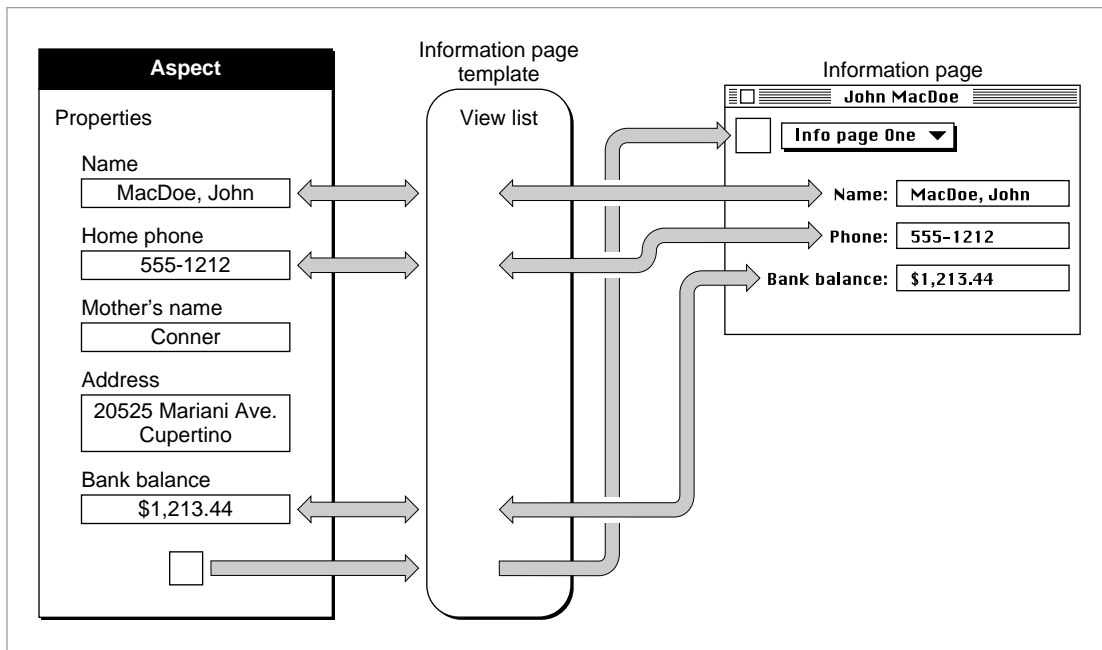 Aspect
Properties
Name
MacDoe, John
Home phone
555-1212
Mother’s name
Conner
Address
20525 Mariani Ave.
Cupertino
Bank balance
$1,213.44
Information page
template
View list
Information page
John MacDoe
Info page One
Name: MacDoe, John
Phone: 555-1212
Bank balance: $1,213.44